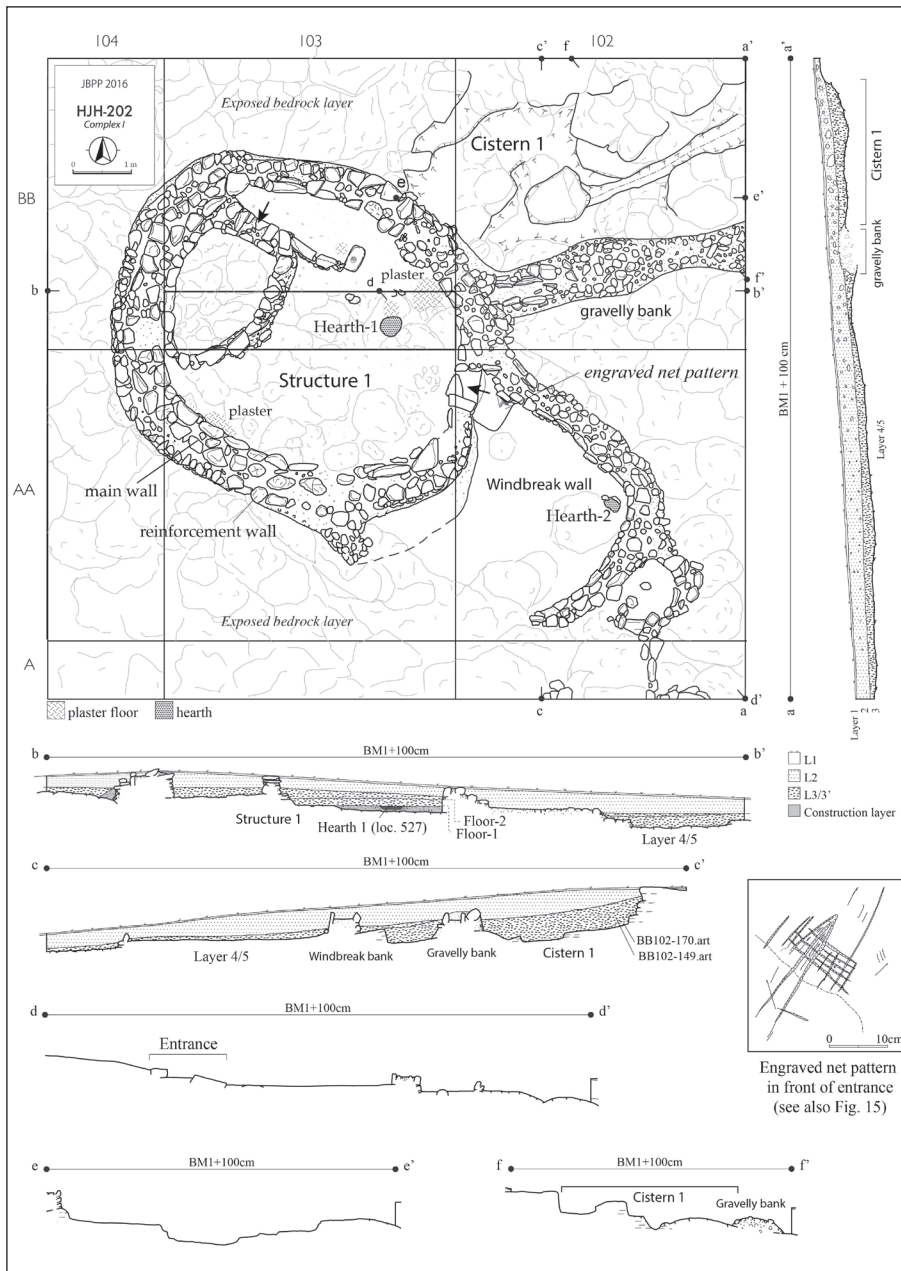 104
103
102
c'
f
a'
a'
JBPP 2016
HJH-202
Complex I
0 1 m
Exposed bedrock layer
Cistern 1
Cistern 1
BB
e
e'
gravelly bank
plaster
f'
b
d
b'
Hearth-1
gravelly bank
BM1 + 100 cm
Structure 1
engraved net pattern
plaster
Layer 4/5
Windbreak wall
AA
main wall
Hearth-2
reinforcement wall
Exposed bedrock layer
A
d'
c
a
a
Layer 1
2
3
plaster floor
hearth
b
BM1+100cm
b'
L1
L2
L3/3'
Construction layer
Structure 1
Hearth 1 (loc. 527)
Floor-2
Floor-1
Layer 4/5
c
BM1+100cm
c'
Layer 4/5
Windbreak bank
Gravelly bank
Cistern 1
BB102-170.art
BB102-149.art
d
BM1+100cm
d'
Entrance
0 10cm
Engraved net pattern
in front of entrance
(see also Fig. 15)
e
BM1+100cm
e'
f
BM1+100cm
f'
Cistern 1
Gravelly bank